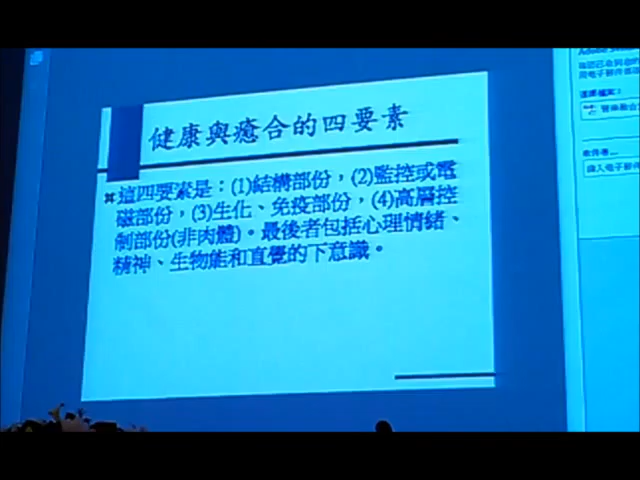 健康與癒合的四要素
這四要素是：(1)結構部份，(2)監控或電
磁部份，(3)生化、免疫部份，(4)高層控
制部份(非肉體)。最後者包括心理情緒、
精神、生物能和直覺的下意識。